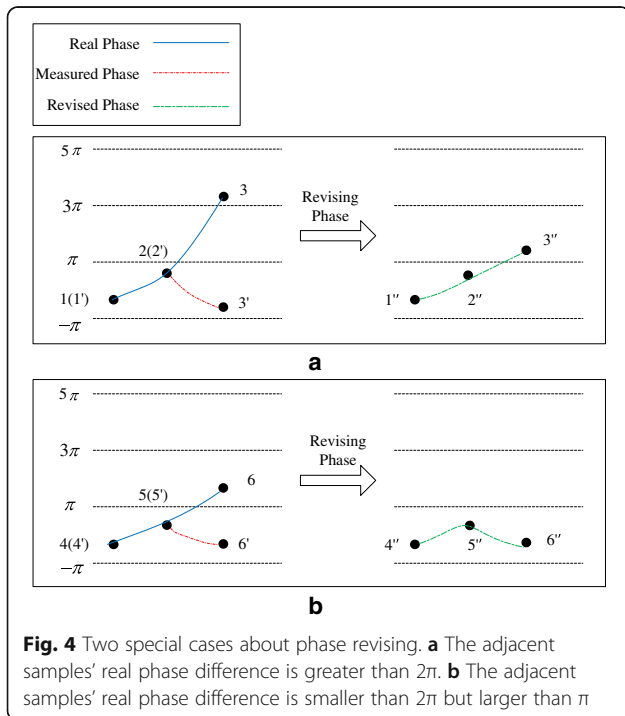 Real Phase
Measured Phase
Revised Phase
5π
3π
π
−π
1(1')
2(2')
3
3'
Revising
Phase
1''
2''
3''
a
5π
3π
π
−π
4(4')
5(5')
6
6'
Revising
Phase
4''
5''
6''
b
Fig. 4 Two special cases about phase revising. a The adjacent
samples' real phase difference is greater than 2π. b The adjacent
samples' real phase difference is smaller than 2π but larger than π